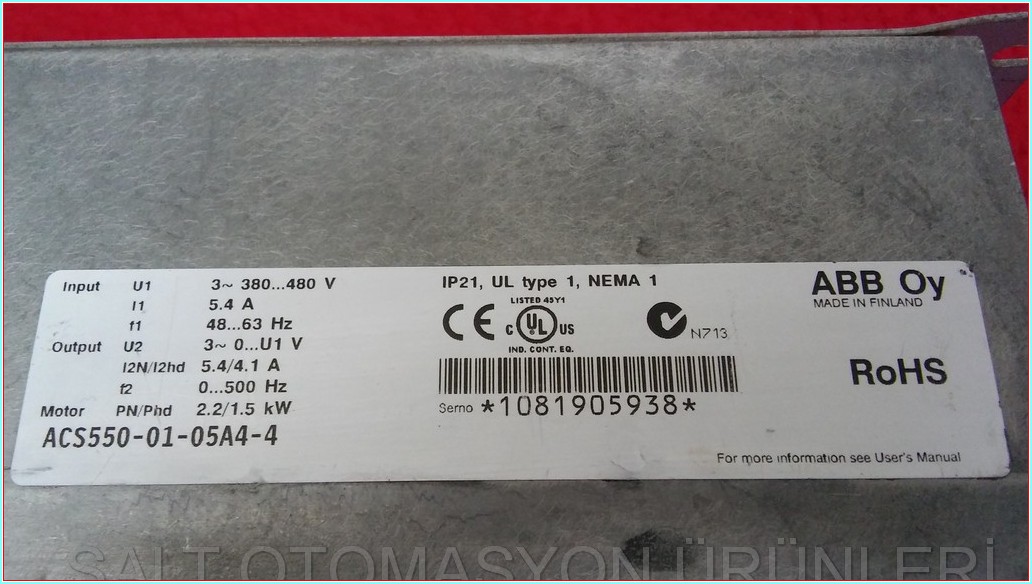 Input U1 3~ 380...480 V
I1 5.4 A
f1 48...63 Hz
Output U2 3~ 0...U1 V
I2N/I2hd 5.4/4.1 A
f2 0...500 Hz
Motor PN/Phd 2.2/1.5 kW
ACS550-01-05A4-4
IP21, UL type 1, NEMA 1
LISTED 45Y1
CE C UL US N713
IND. CONT. EQ.
Serno *1081905938*
ABB Oy
MADE IN FINLAND
RoHS
For more information see User's Manual
SALT OTOMASYON ÜRÜNLERİ